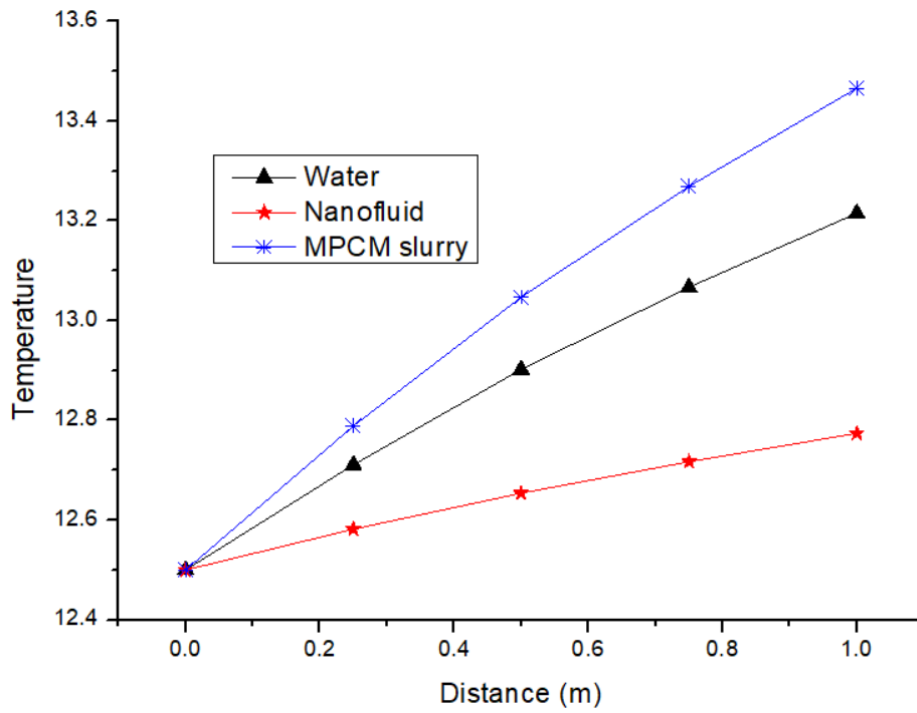 13.6
13.4
13.2
13.0
12.8
12.6
12.4
Temperature
Water
Nanofluid
MPCM slurry
0.0 0.2 0.4 0.6 0.8 1.0
Distance (m)